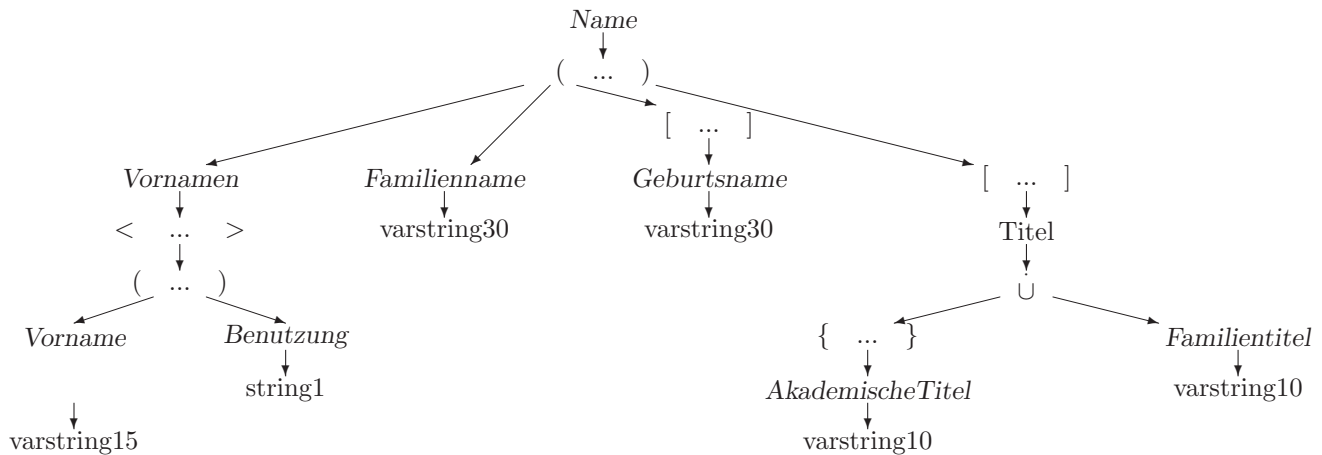 Name
( ... )
[ ... ]
Vornamen Familienname Geburtsname [ ... ]
< ... > varstring30 varstring30 Titel
( ... ) ∪̇
Vorname Benutzung { ... } Familientitel
string1 AkademischeTitel varstring10
varstring15 varstring10